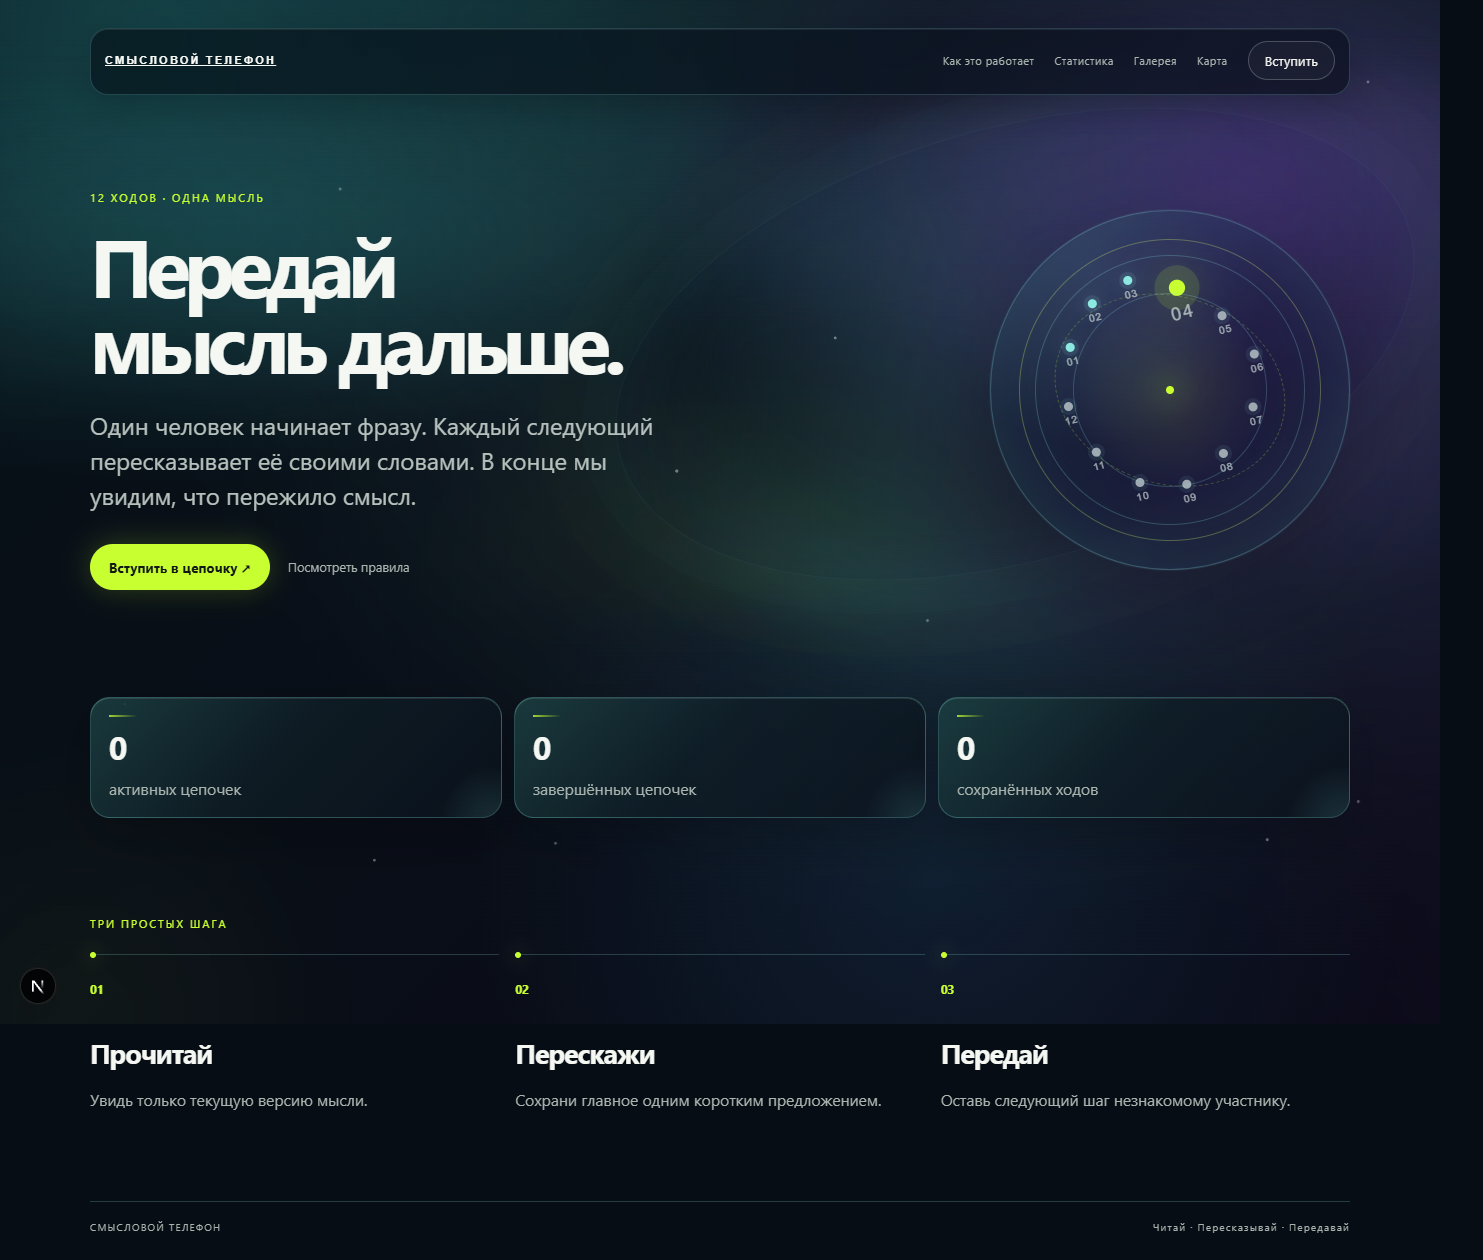 СМЫСЛОВОЙ ТЕЛЕФОН
Как это работает Статистика Галерея Карта Вступить
12 ХОДОВ · ОДНА МЫСЛЬ
Передай
мысль дальше.
Один человек начинает фразу. Каждый следующий
пересказывает её своими словами. В конце мы
увидим, что пережило смысл.
Вступить в цепочку ↗ Посмотреть правила
01
02
03
04
05
06
07
08
09
10
11
12
0
активных цепочек
0
завершённых цепочек
0
сохранённых ходов
ТРИ ПРОСТЫХ ШАГА
01
Прочитай
Увидь только текущую версию мысли.
02
Перескажи
Сохрани главное одним коротким предложением.
03
Передай
Оставь следующий шаг незнакомому участнику.
N
СМЫСЛОВОЙ ТЕЛЕФОН
Читай · Пересказывай · Передавай